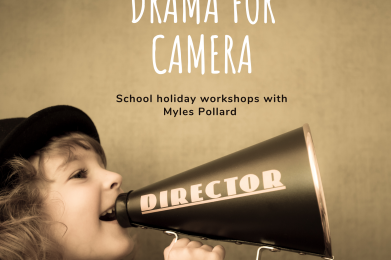 DRAMA FOR
CAMERA
School holiday workshops with
Myles Pollard
DIRECTOR